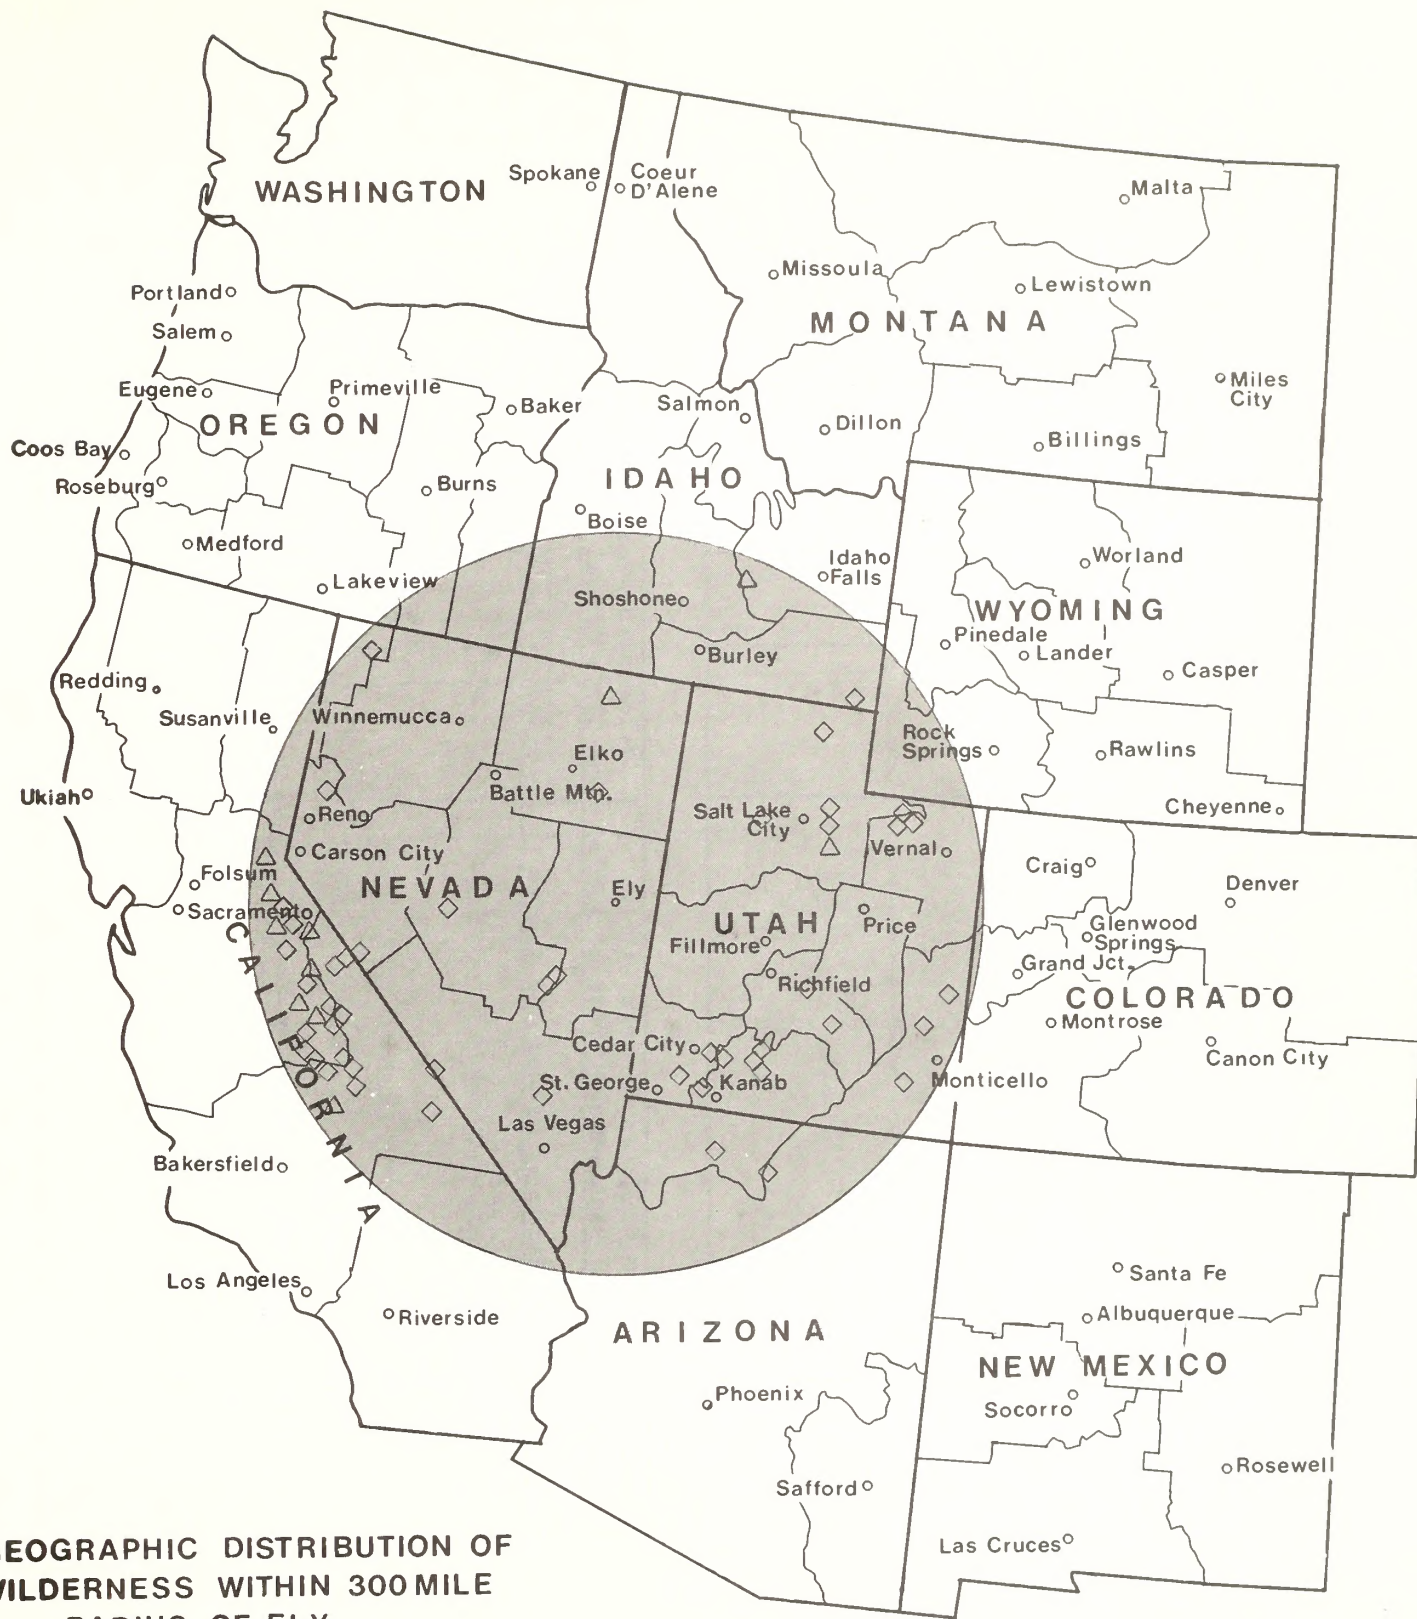 WASHINGTON
Spokane
Coeur
D'Alene
Malta
Missoula
Lewistown
Portland
MONTANA
Salem
Eugene
Primeville
Miles
City
Baker
Salmon
OREGON
Dillon
Coos Bay
Billings
Roseburg
Burns
IDAHO
Boise
Medford
Idaho
Falls
Worland
Lakeview
Shoshone
WYOMING
Pinedale
Lander
Burley
Casper
Redding
Susanville
Winnemucca
Rock
Springs
Rawlins
Elko
Ukiah
Battle Mtn.
Reno
Salt Lake
City
Cheyenne
Carson City
Vernal
Craig
Folsum
NEVADA
Ely
Denver
Sacramento
UTAH
Price
Glenwood
Springs
Fillmore
Grand Jct.
Richfield
COLORADO
Montrose
CALIFORNIA
Cedar City
Canon City
St. George
Kanab
Monticello
Las Vegas
Bakersfield
Los Angeles
Santa Fe
Riverside
Albuquerque
ARIZONA
NEW MEXICO
Phoenix
Socorro
Rosewell
Safford
Las Cruces
EOGRAPHIC DISTRIBUTION OF
ILDERNESS WITHIN 300 MILE
RADIUS OF ELY